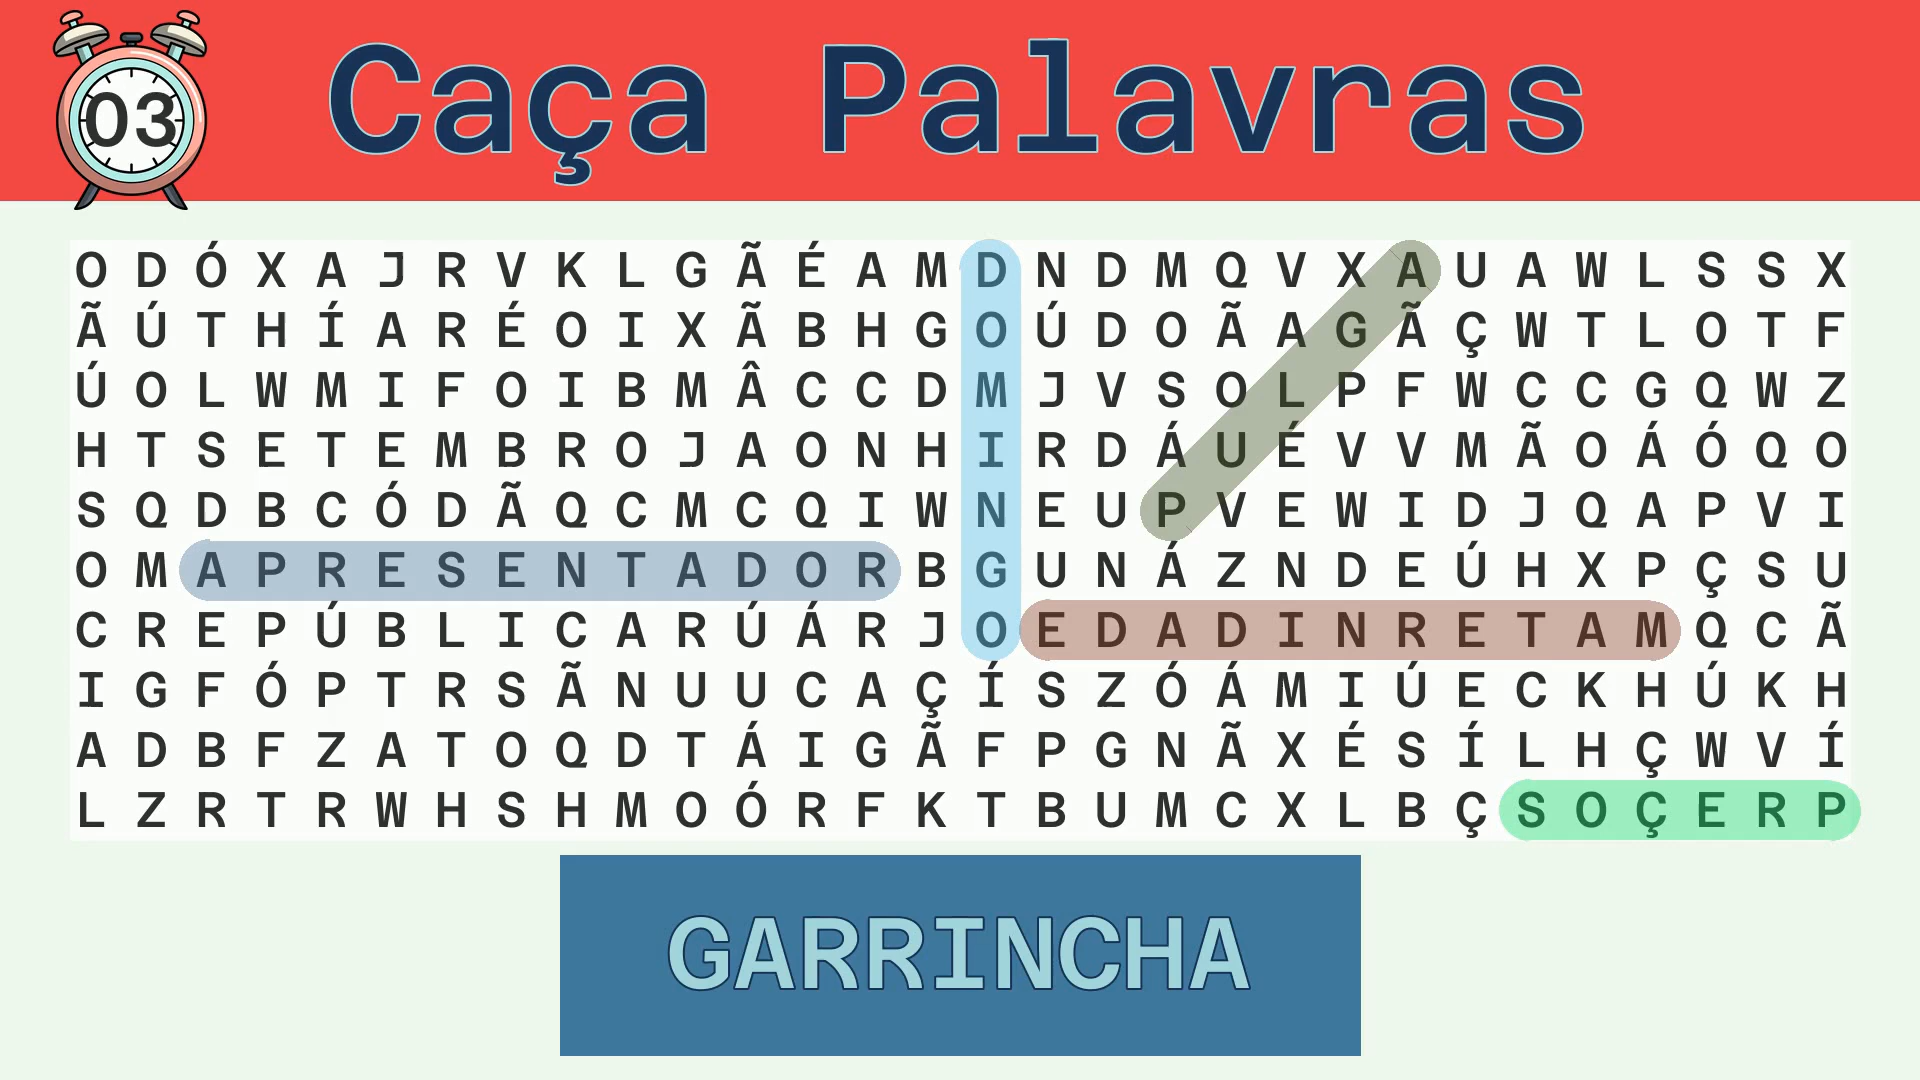 03
Caça Palavras
O D Ó X A J R V K L G Ã É A M D N D M Q V X A U A W L S S X
Ã Ú T H Í A R É O I X Ã B H G O Ú D O Ã A G Ã Ç W T L O T F
Ú O L W M I F O I B M Â C C D M J V S O L P F W C C G Q W Z
H T S E T E M B R O J A O N H I R D Á U É V V M Ã O Á Ó Q O
S Q D B C Ó D Ã Q C M C Q I W N E U P V E W I D J Q A P V I
O M A P R E S E N T A D O R B G U N Á Z N D E Ú H X P Ç S U
C R E P Ú B L I C A R Ú Á R J O E D A D I N R E T A M Q C Ã
I G F Ó P T R S Ã N U U C A Ç Í S Z Ó Á M I Ú E C K H Ú K H
A D B F Z A T O Q D T Á I G Ã F P G N Ã X É S Í L H Ç W V Í
L Z R T R W H S H M O Ó R F K T B U M C X L B Ç S O Ç E R P
GARRINCHA